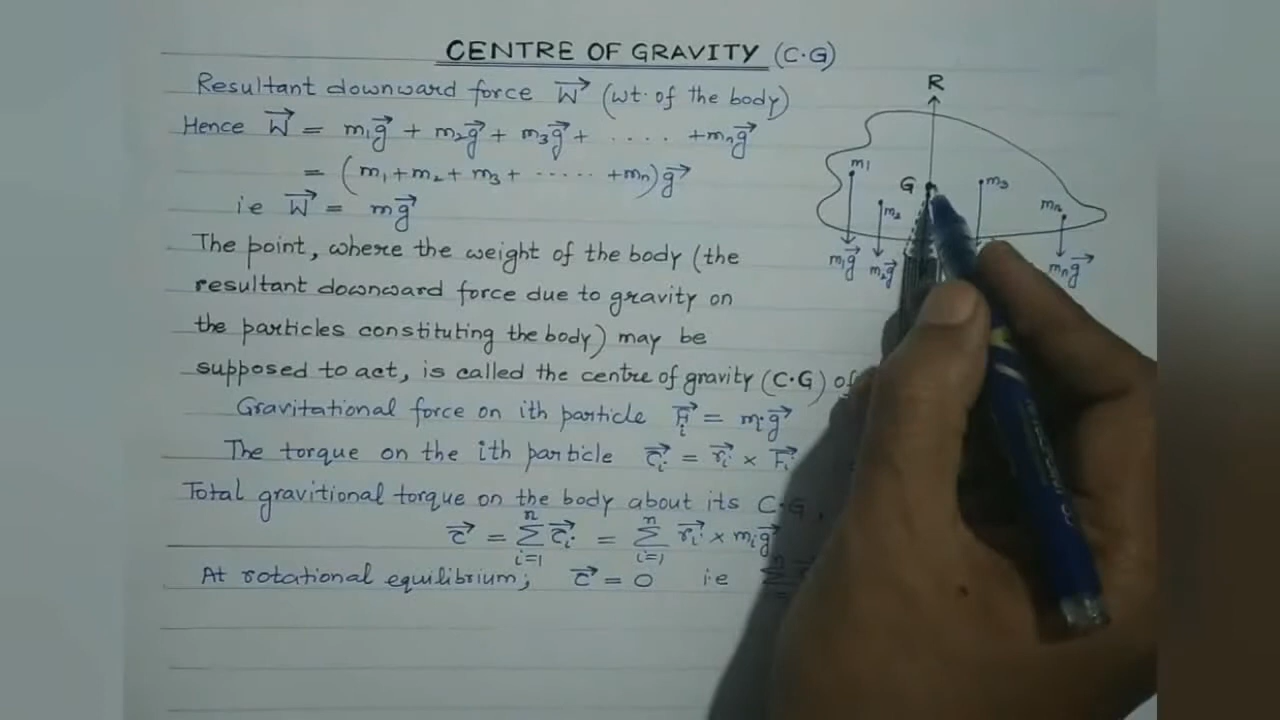 CENTRE OF GRAVITY (C.G)
Resultant downward force W⃗ (wt. of the body)
Hence W⃗ = m₁g⃗ + m₂g⃗ + m₃g⃗ + . . . . + mₙg⃗
= (m₁ + m₂ + m₃ + ..... + mₙ)g⃗
ie W⃗ = mg⃗
The point, where the weight of the body (the
resultant downward force due to gravity on
the particles constituting the body) may be
supposed to act, is called the centre of gravity (C.G) of
Gravitational force on ith particle F⃗ᵢ = mᵢg⃗
The torque on the ith particle τ⃗ᵢ = r⃗ᵢ × F⃗ᵢ
Total gravitional torque on the body about its C.G,
τ⃗ = Σⁿᵢ₌₁ τ⃗ᵢ = Σⁿᵢ₌₁ r⃗ᵢ × mᵢg⃗
At rotational equilibrium; τ⃗ = 0 ie Σ
R
m₁
G
m₂
m₃
mₙ
m₁g⃗
m₂g⃗
mₙg⃗